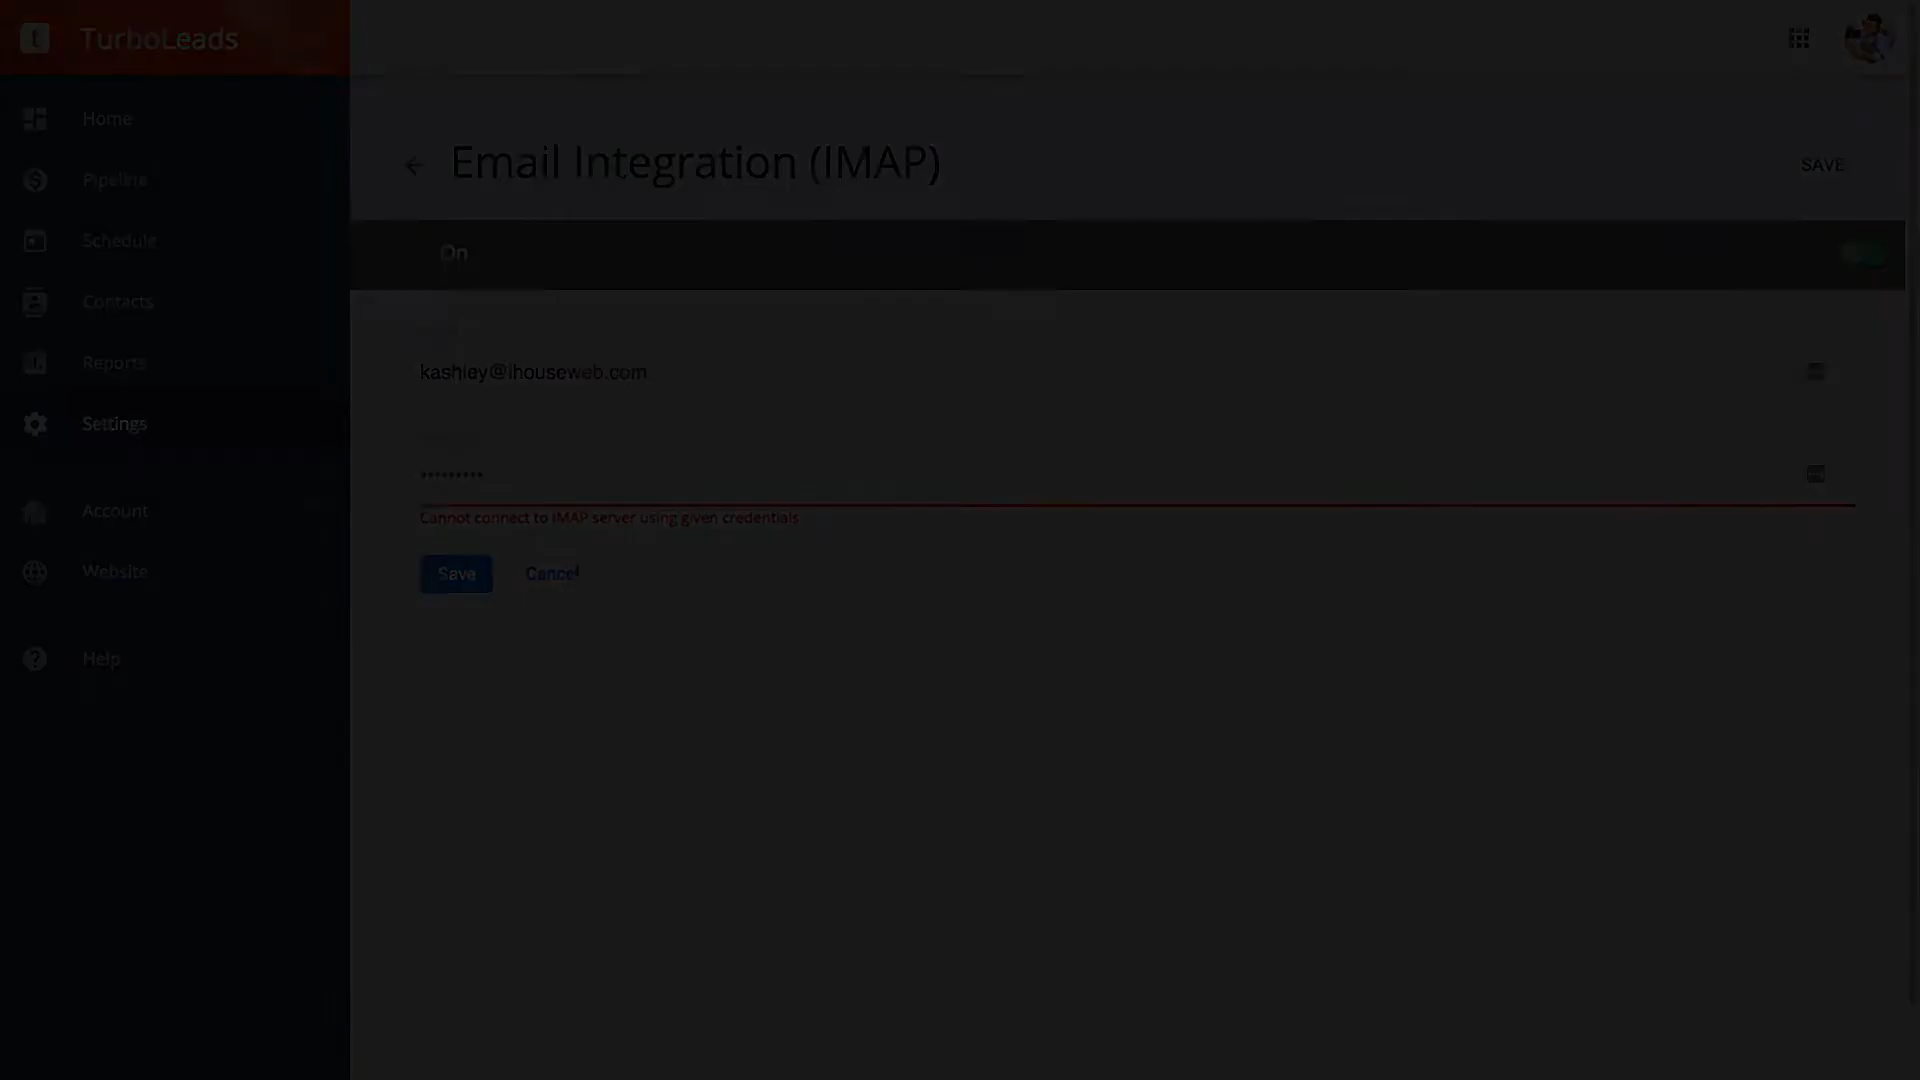 t TurboLeads
Home
Pipeline
Schedule
Contacts
Reports
Settings
Account
Website
Help
Email Integration (IMAP)
SAVE
On
kashley@ihouseweb.com
•••••••••
Cannot connect to IMAP server using given credentials
Save Cancel